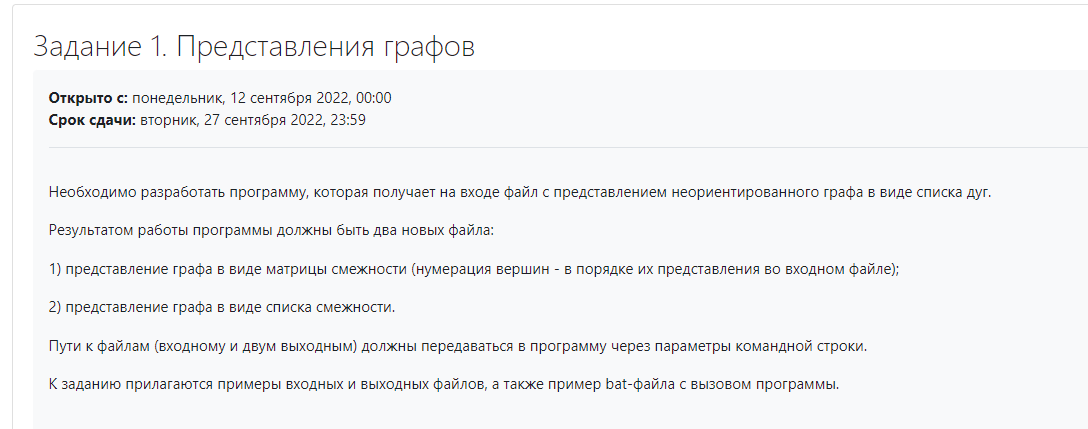 Задание 1. Представления графов
Открыто с: понедельник, 12 сентября 2022, 00:00
Срок сдачи: вторник, 27 сентября 2022, 23:59
Необходимо разработать программу, которая получает на входе файл с представлением неориентированного графа в виде списка дуг.
Результатом работы программы должны быть два новых файла:
1) представление графа в виде матрицы смежности (нумерация вершин - в порядке их представления во входном файле);
2) представление графа в виде списка смежности.
Пути к файлам (входному и двум выходным) должны передаваться в программу через параметры командной строки.
К заданию прилагаются примеры входных и выходных файлов, а также пример bat-файла с вызовом программы.